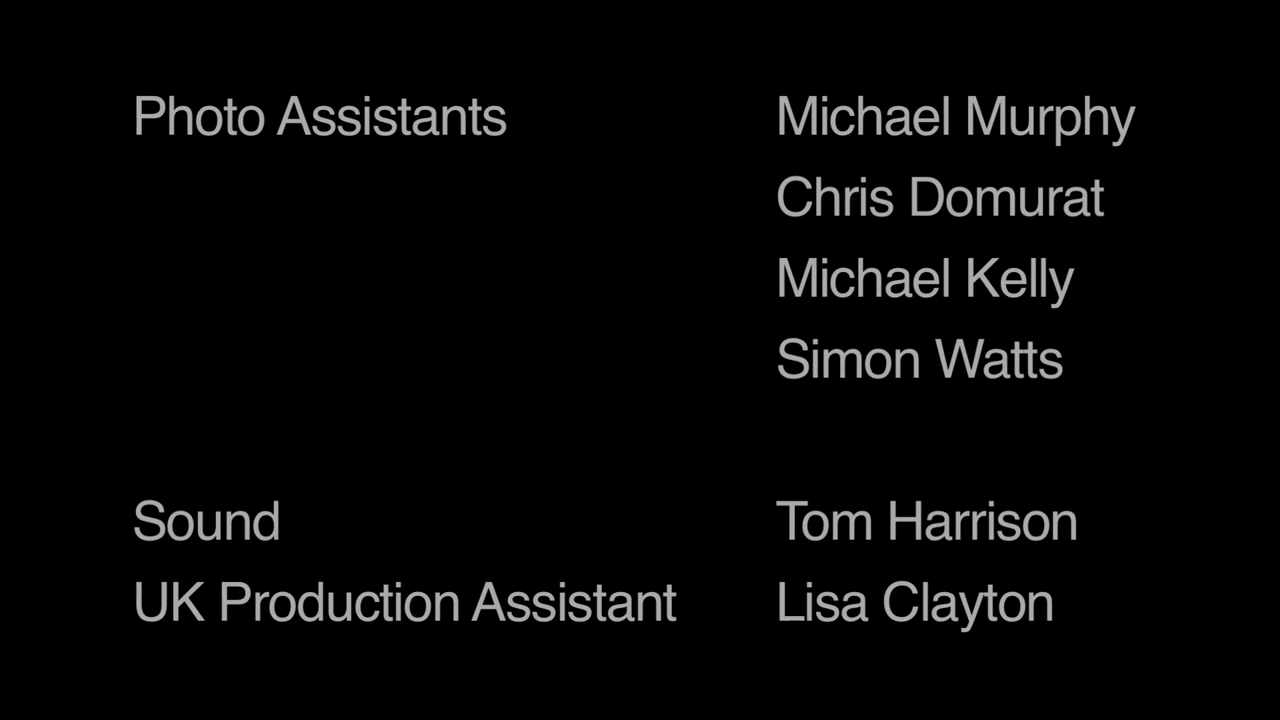 Photo Assistants Michael Murphy
Chris Domurat
Michael Kelly
Simon Watts
Sound Tom Harrison
UK Production Assistant Lisa Clayton